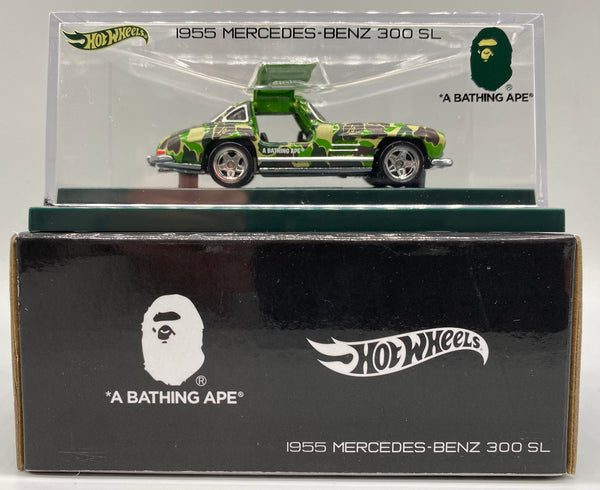 HOT WHEELS
1955 MERCEDES-BENZ 300 SL
*A BATHING APE®
A BATHING APE®
®
*A BATHING APE®
HOT WHEELS
1955 MERCEDES-BENZ 300 SL